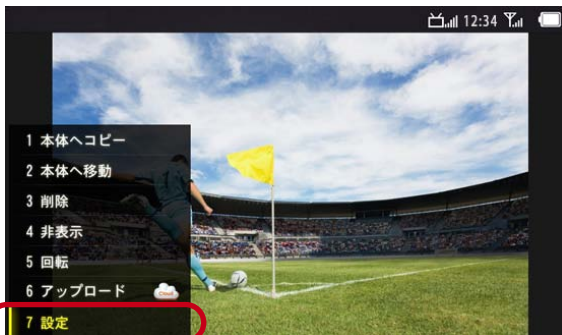 12:34
1 本体へコピー
2 本体へ移動
3 削除
4 非表示
5 回転
6 アップロード Cloud
7 設定